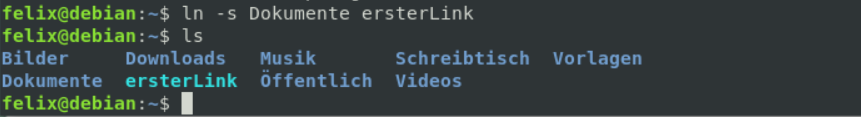 felix@debian:~$ ln -s Dokumente ersterLink
felix@debian:~$ ls
Bilder Downloads Musik Schreibtisch Vorlagen
Dokumente ersterLink Öffentlich Videos
felix@debian:~$